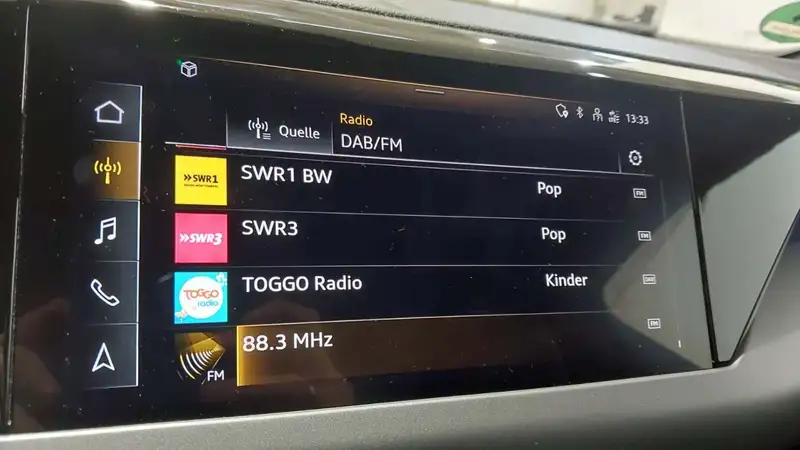 13:33
Quelle
Radio
DAB/FM
»SWR1
SWR1 BW
Pop
FM
»SWR3
SWR3
Pop
FM
TOGGO
radio
TOGGO Radio
Kinder
DAB
FM
88.3 MHz
FM